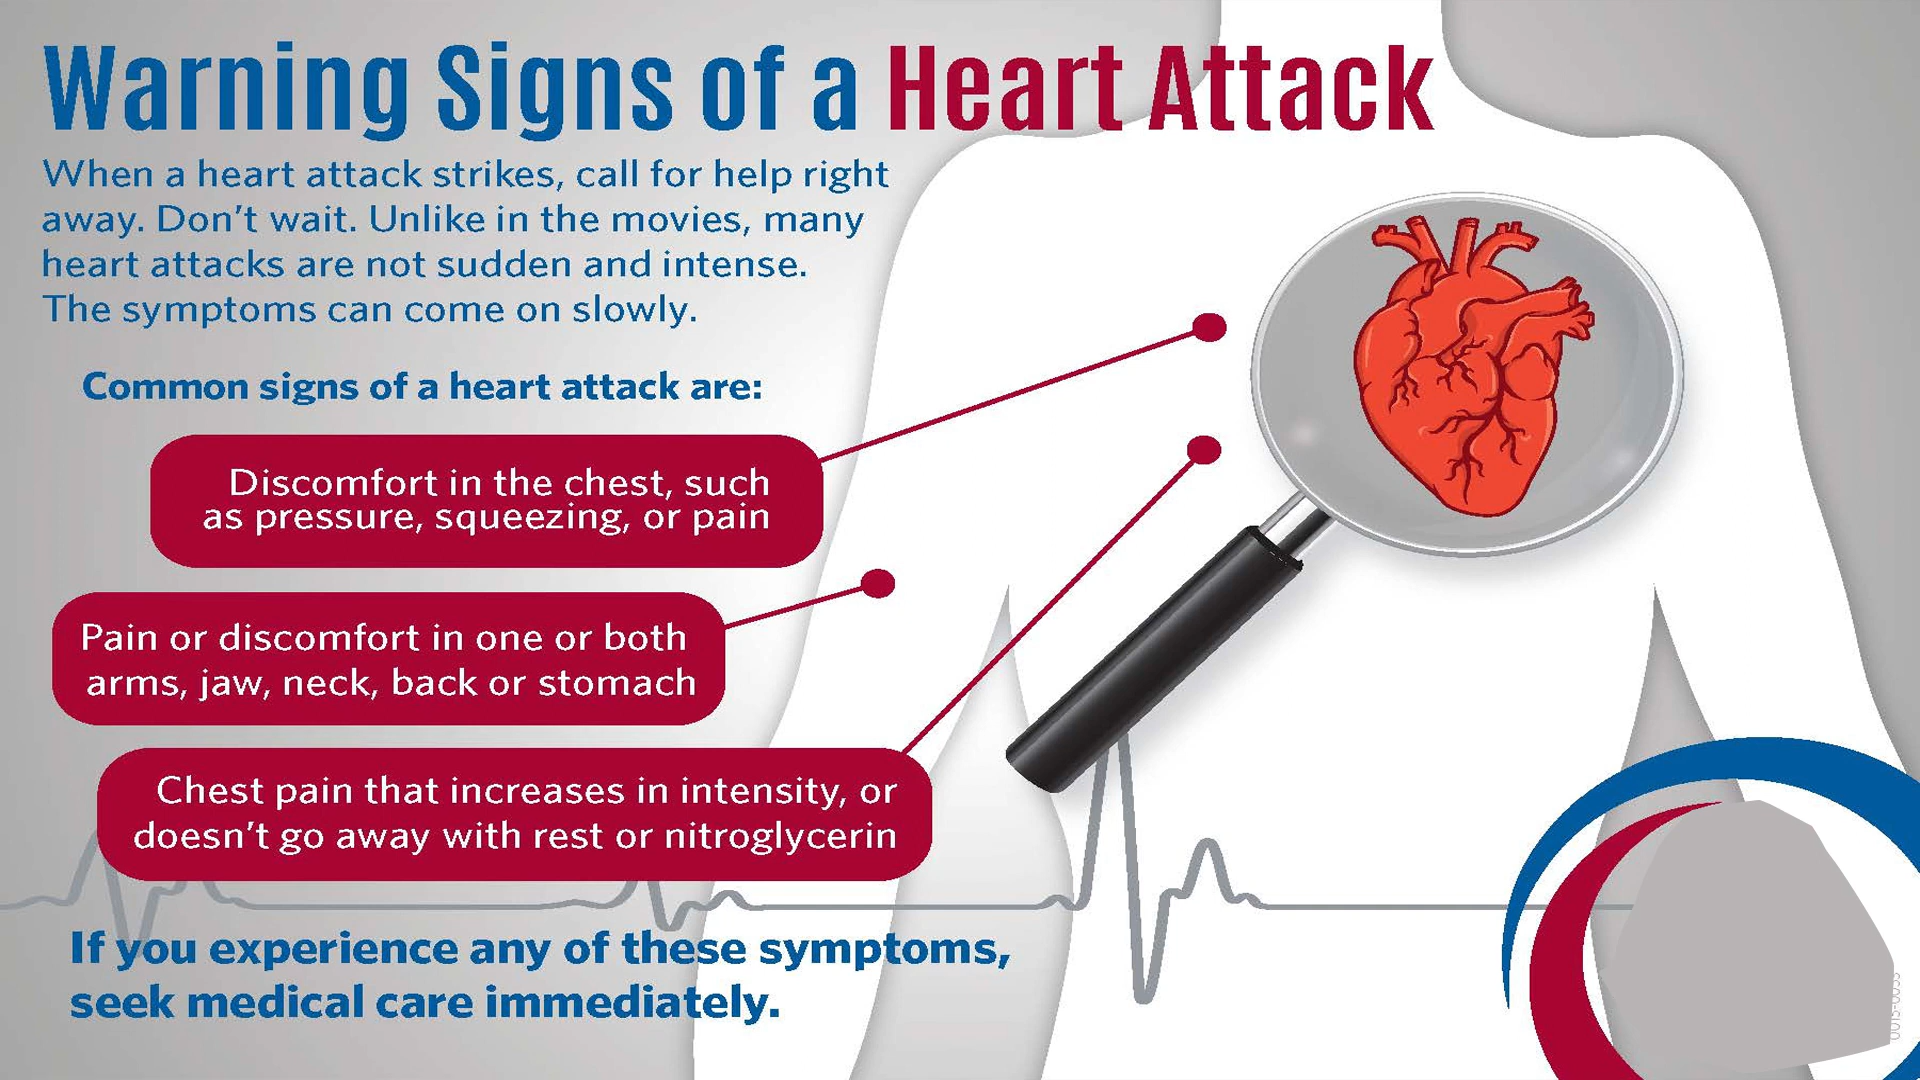 Warning Signs of a Heart Attack
When a heart attack strikes, call for help right
away. Don't wait. Unlike in the movies, many
heart attacks are not sudden and intense.
The symptoms can come on slowly.
Common signs of a heart attack are:
Discomfort in the chest, such
as pressure, squeezing, or pain
Pain or discomfort in one or both
arms, jaw, neck, back or stomach
Chest pain that increases in intensity, or
doesn't go away with rest or nitroglycerin
If you experience any of these symptoms,
seek medical care immediately.